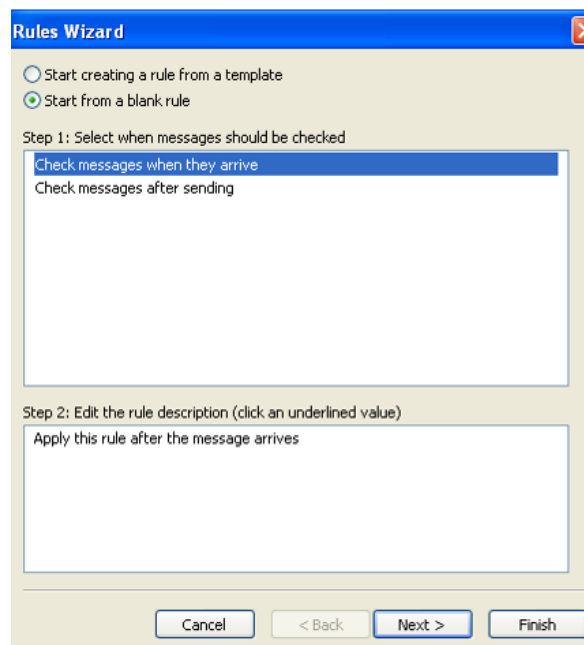 Rules Wizard
Start creating a rule from a template
Start from a blank rule
Step 1: Select when messages should be checked
Check messages when they arrive
Check messages after sending
Step 2: Edit the rule description (click an underlined value)
Apply this rule after the message arrives
Cancel < Back Next > Finish